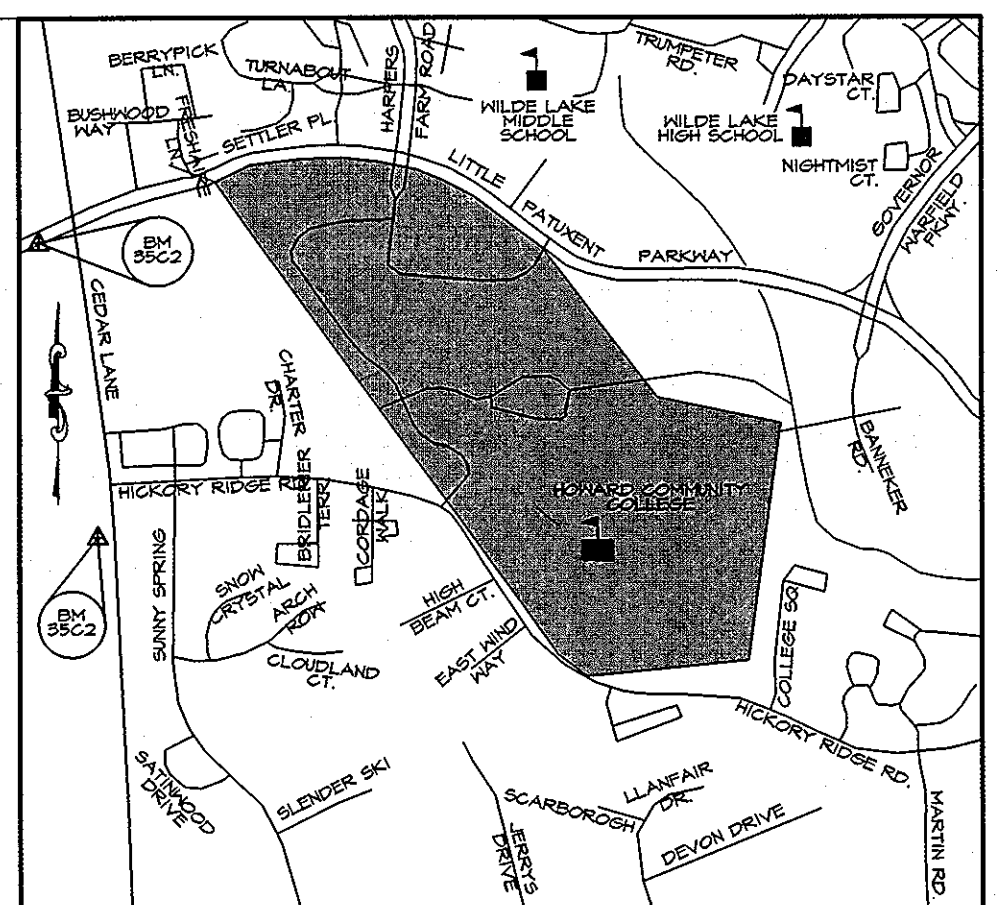 BERRYPICK
LN.
TURNABOUT
LA.
HARPERS
FARM ROAD
TRUMPETER
RD.
DAYSTAR
CT.
BUSHWOOD
WAY
FRESHAIRE
LN.
SETTLER PL.
WILDE LAKE
MIDDLE
SCHOOL
WILDE LAKE
HIGH SCHOOL
NIGHTMIST
CT.
LITTLE
PATUXENT
PARKWAY
GOVERNOR
WARFIELD
PKWY.
BM
35C2
CEDAR LANE
CHARTER
DR.
BANNEKER
RD.
HICKORY RIDGE RD.
BRIDLERIER
TERR
CORDAGE
WALK
HOWARD COMMUNITY
COLLEGE
BM
35C2
SUNNY SPRING
SNOW
CRYSTAL
ARCH
ROW
CLOUDLAND
CT.
HIGH
BEAM CT.
EAST WIND
WAY
COLLEGE SQ.
HICKORY RIDGE RD.
SATINWOOD
DRIVE
SLENDER SKI
JERRYS
DRIVE
SCARBOROGH
LLANFAIR
DR.
DEVON DRIVE
MARTIN RD.